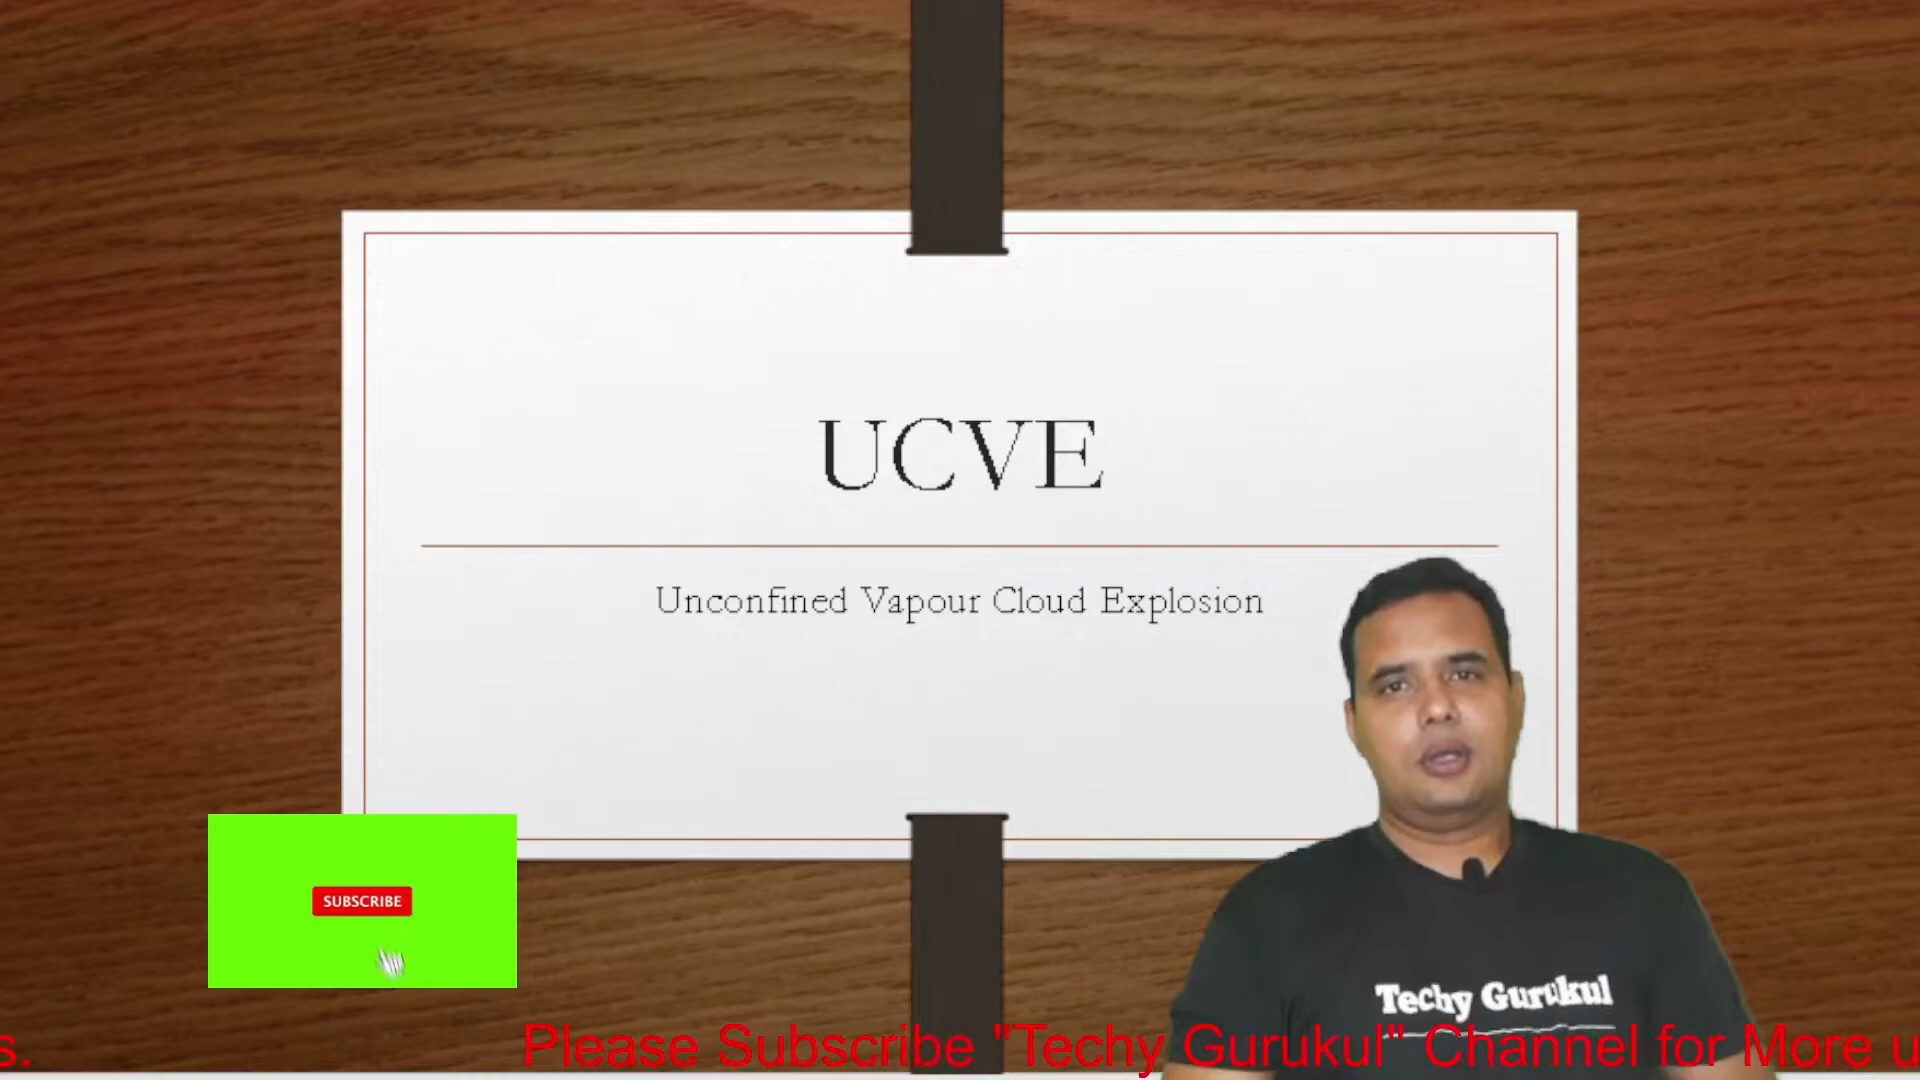 UCVE
Unconfined Vapour Cloud Explosion
SUBSCRIBE
Techy Gurukul
s. Please Subscribe "Techy Gurukul" Channel for More u